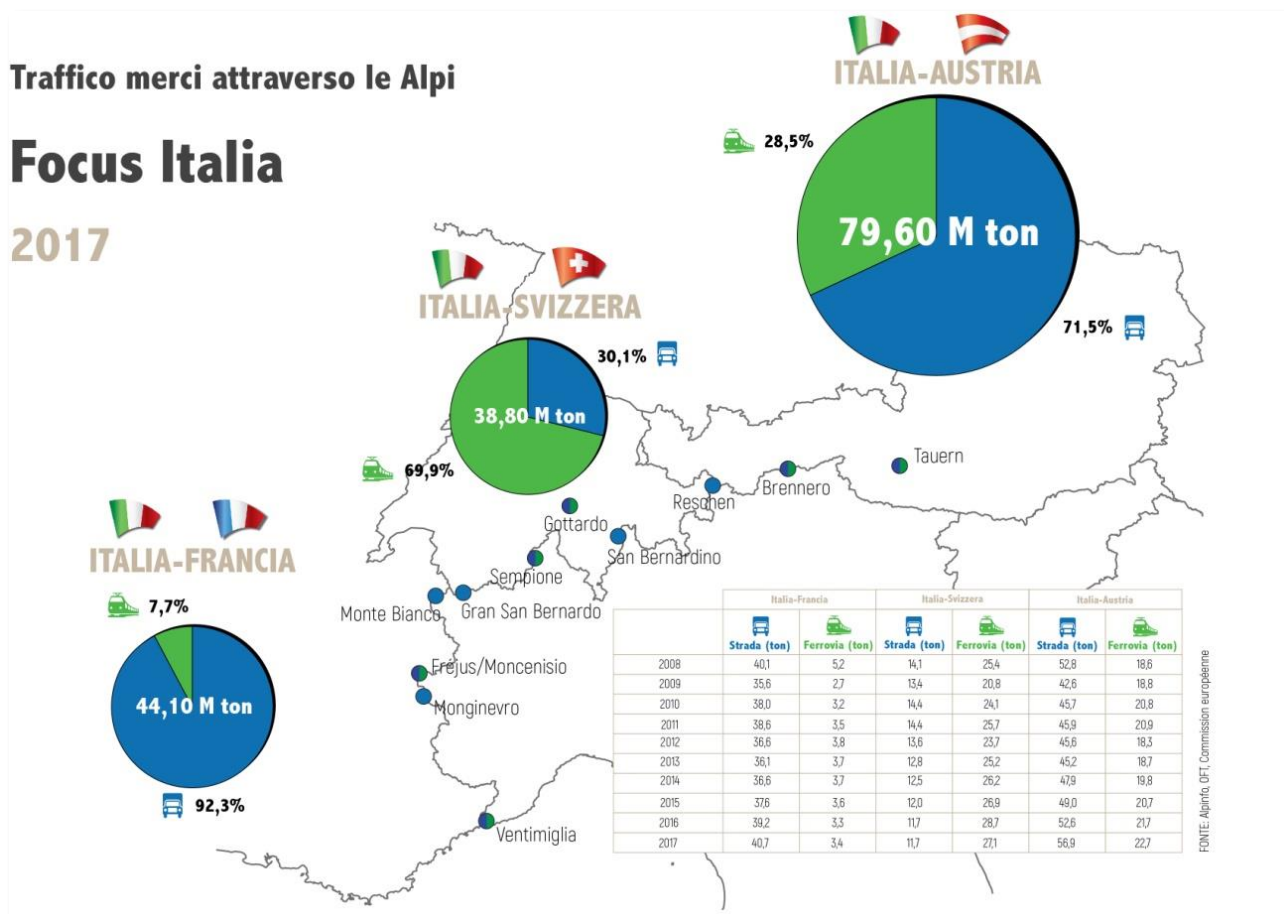 Traffico merci attraverso le Alpi
Focus Italia
2017
ITALIA-AUSTRIA
28,5%
79,60 M ton
71,5%
ITALIA-SVIZZERA
30,1%
38,80 M ton
69,9%
ITALIA-FRANCIA
7,7%
44,10 M ton
92,3%
Tauern
Brennero
Reschen
Gottardo
San Bernardino
Sempione
Monte Bianco
Gran San Bernardo
Fréjus/Moncenisio
Monginevro
Ventimiglia
Italia-Francia Italia-Svizzera Italia-Austria
Strada (ton) Ferrovia (ton) Strada (ton) Ferrovia (ton) Strada (ton) Ferrovia (ton)
2008 40,1 5,2 14,1 25,4 52,8 18,6
2009 35,6 2,7 13,4 20,8 42,6 18,8
2010 38,0 3,2 14,4 24,1 45,7 20,8
2011 38,6 3,5 14,4 25,7 45,9 20,9
2012 36,6 3,8 13,6 23,7 45,6 18,3
2013 36,1 3,7 12,8 25,2 45,2 18,7
2014 36,6 3,7 12,5 26,2 47,9 19,8
2015 37,6 3,6 12,0 26,9 49,0 20,7
2016 39,2 3,3 11,7 28,7 52,6 21,7
2017 40,7 3,4 11,7 27,1 56,9 22,7
FONTE: Alpinfo, OFT, Commission européenne